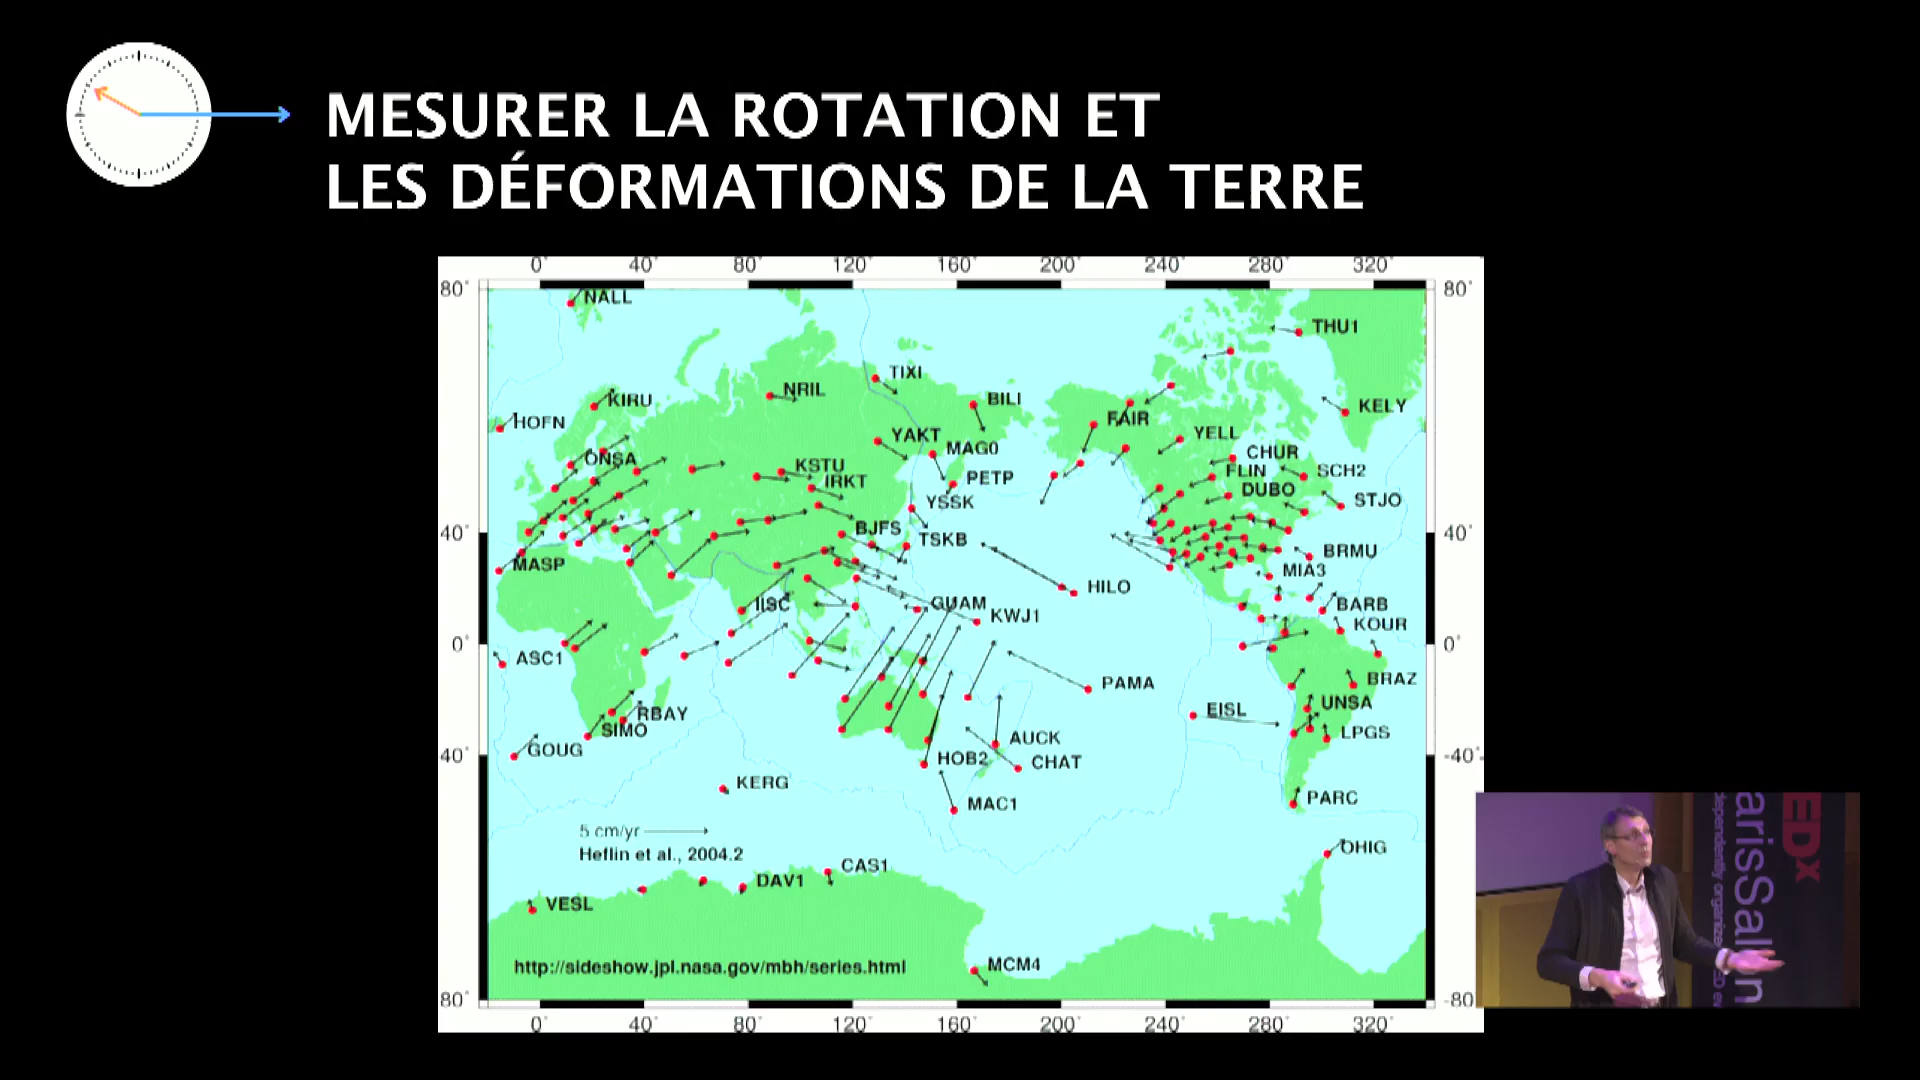 MESURER LA ROTATION ET
LES DÉFORMATIONS DE LA TERRE
0° 40° 80° 120° 160° 200° 240° 280° 320°
80° 80°
NALL
THU1
TIXI
NRIL
BILI
KIRU
KELY
HOFN
FAIR
YAKT
YELL
MAG0
CHUR
ONSA
KSTU
FLIN
SCH2
PETP
IRKT
DUBO
YSSK
STJO
BJFS
40° 40°
TSKB
BRMU
MASP
MIA3
HILO
IISC
GUAM
BARB
KWJ1
KOUR
0° 0°
ASC1
BRAZ
PAMA
UNSA
EISL
RBAY
SIMO
LPGS
AUCK
GOUG
HOB2
CHAT
40° -40°
KERG
PARC
MAC1
5 cm/yr
OHIG
Heflin et al., 2004.2
CAS1
DAV1
VESL
http://sideshow.jpl.nasa.gov/mbh/series.html
MCM4
80° -80
0° 40° 80° 120° 160° 200° 240° 280° 320°
EDx
arisSalon
dependently organize